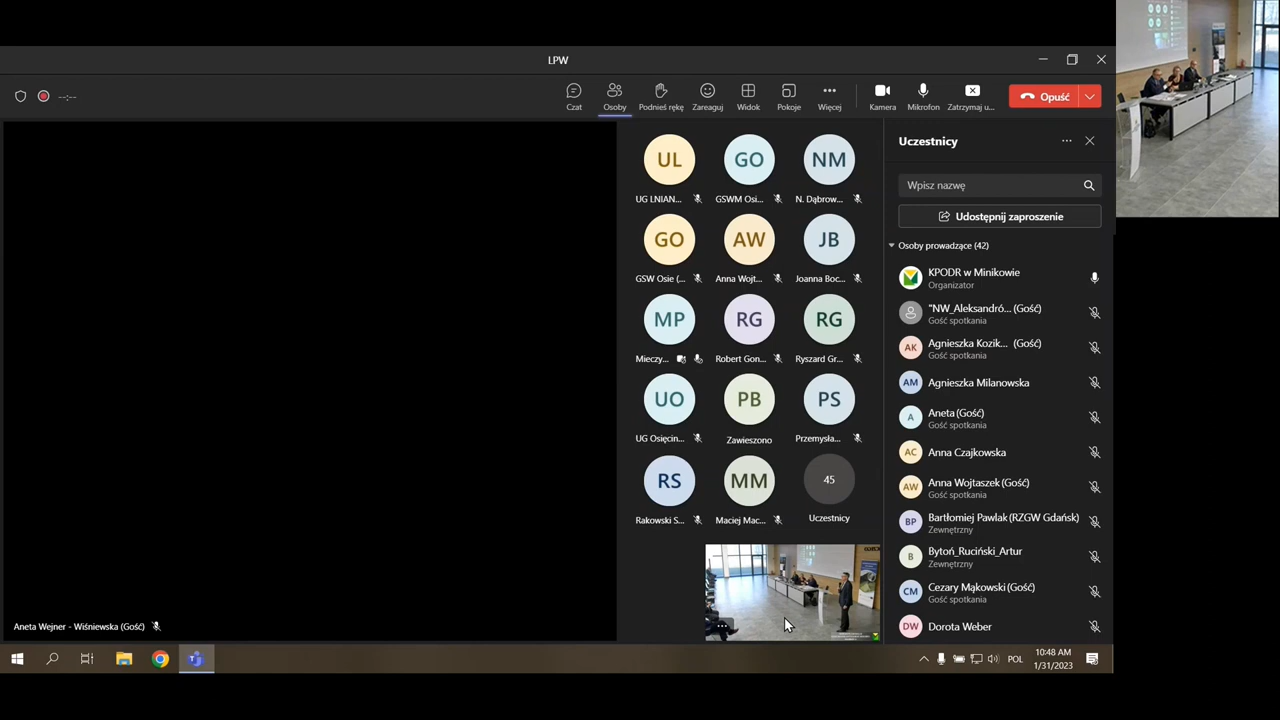 LPW
--:--
Czat
Osoby
Podnieś rękę
Zareaguj
Widok
Pokoje
Więcej
Kamera
Mikrofon
Zatrzymaj u...
Opuść
UL
GO
NM
UG LNIAN...
GSWM Osi...
N. Dąbrow...
GO
AW
JB
GSW Osie (...
Anna Wojt...
Joanna Boc...
MP
RG
RG
Mieczy...
Robert Gon...
Ryszard Gr...
UO
PB
PS
UG Osięcin...
Zawieszono
Przemysła...
RS
MM
45
Rakowski S...
Maciej Mac...
Uczestnicy
Aneta Wejner - Wiśniewska (Gość)
Uczestnicy
Wpisz nazwę
Udostępnij zaproszenie
Osoby prowadzące (42)
KPODR w Minikowie
Organizator
"NW_Aleksandró... (Gość)
Gość spotkania
AK
Agnieszka Kozik... (Gość)
Gość spotkania
AM
Agnieszka Milanowska
A
Aneta (Gość)
Gość spotkania
AC
Anna Czajkowska
AW
Anna Wojtaszek (Gość)
Gość spotkania
BP
Bartłomiej Pawlak (RZGW Gdańsk)
Zewnętrzny
B
Bytoń_Ruciński_Artur
Zewnętrzny
CM
Cezary Mąkowski (Gość)
Gość spotkania
DW
Dorota Weber
POL
10:48 AM
1/31/2023